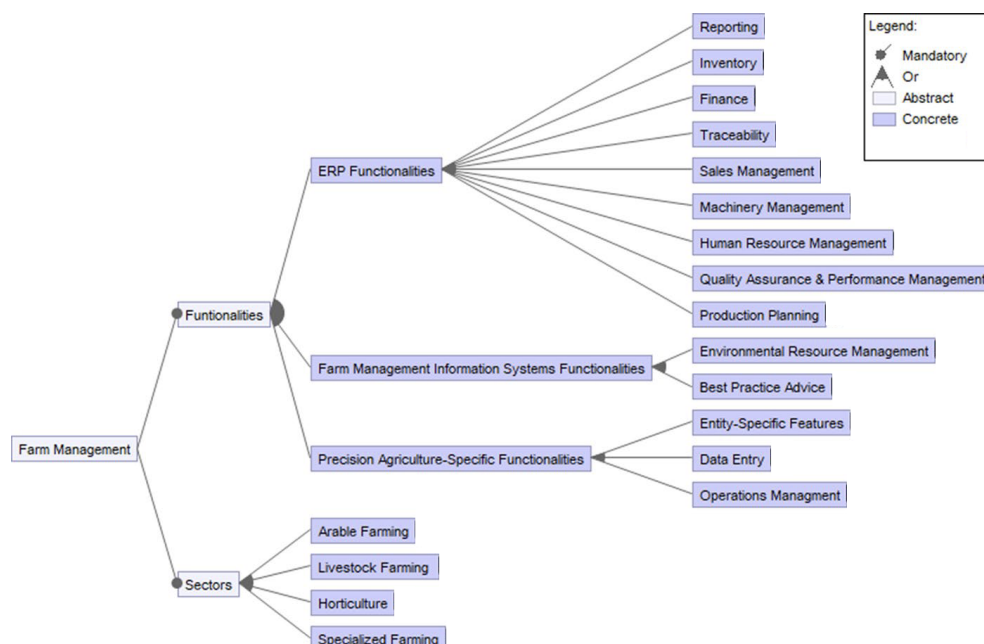 Reporting
Legend:
Mandatory
Or
Abstract
Concrete
Inventory
Finance
Traceability
ERP Functionalities
Sales Management
Machinery Management
Human Resource Management
Quality Assurance & Performance Management
Production Planning
Funtionalities
Environmental Resource Management
Farm Management Information Systems Functionalities
Best Practice Advice
Entity-Specific Features
Farm Management
Precision Agriculture-Specific Functionalities
Data Entry
Operations Managment
Arable Farming
Livestock Farming
Sectors
Horticulture
Specialized Farming